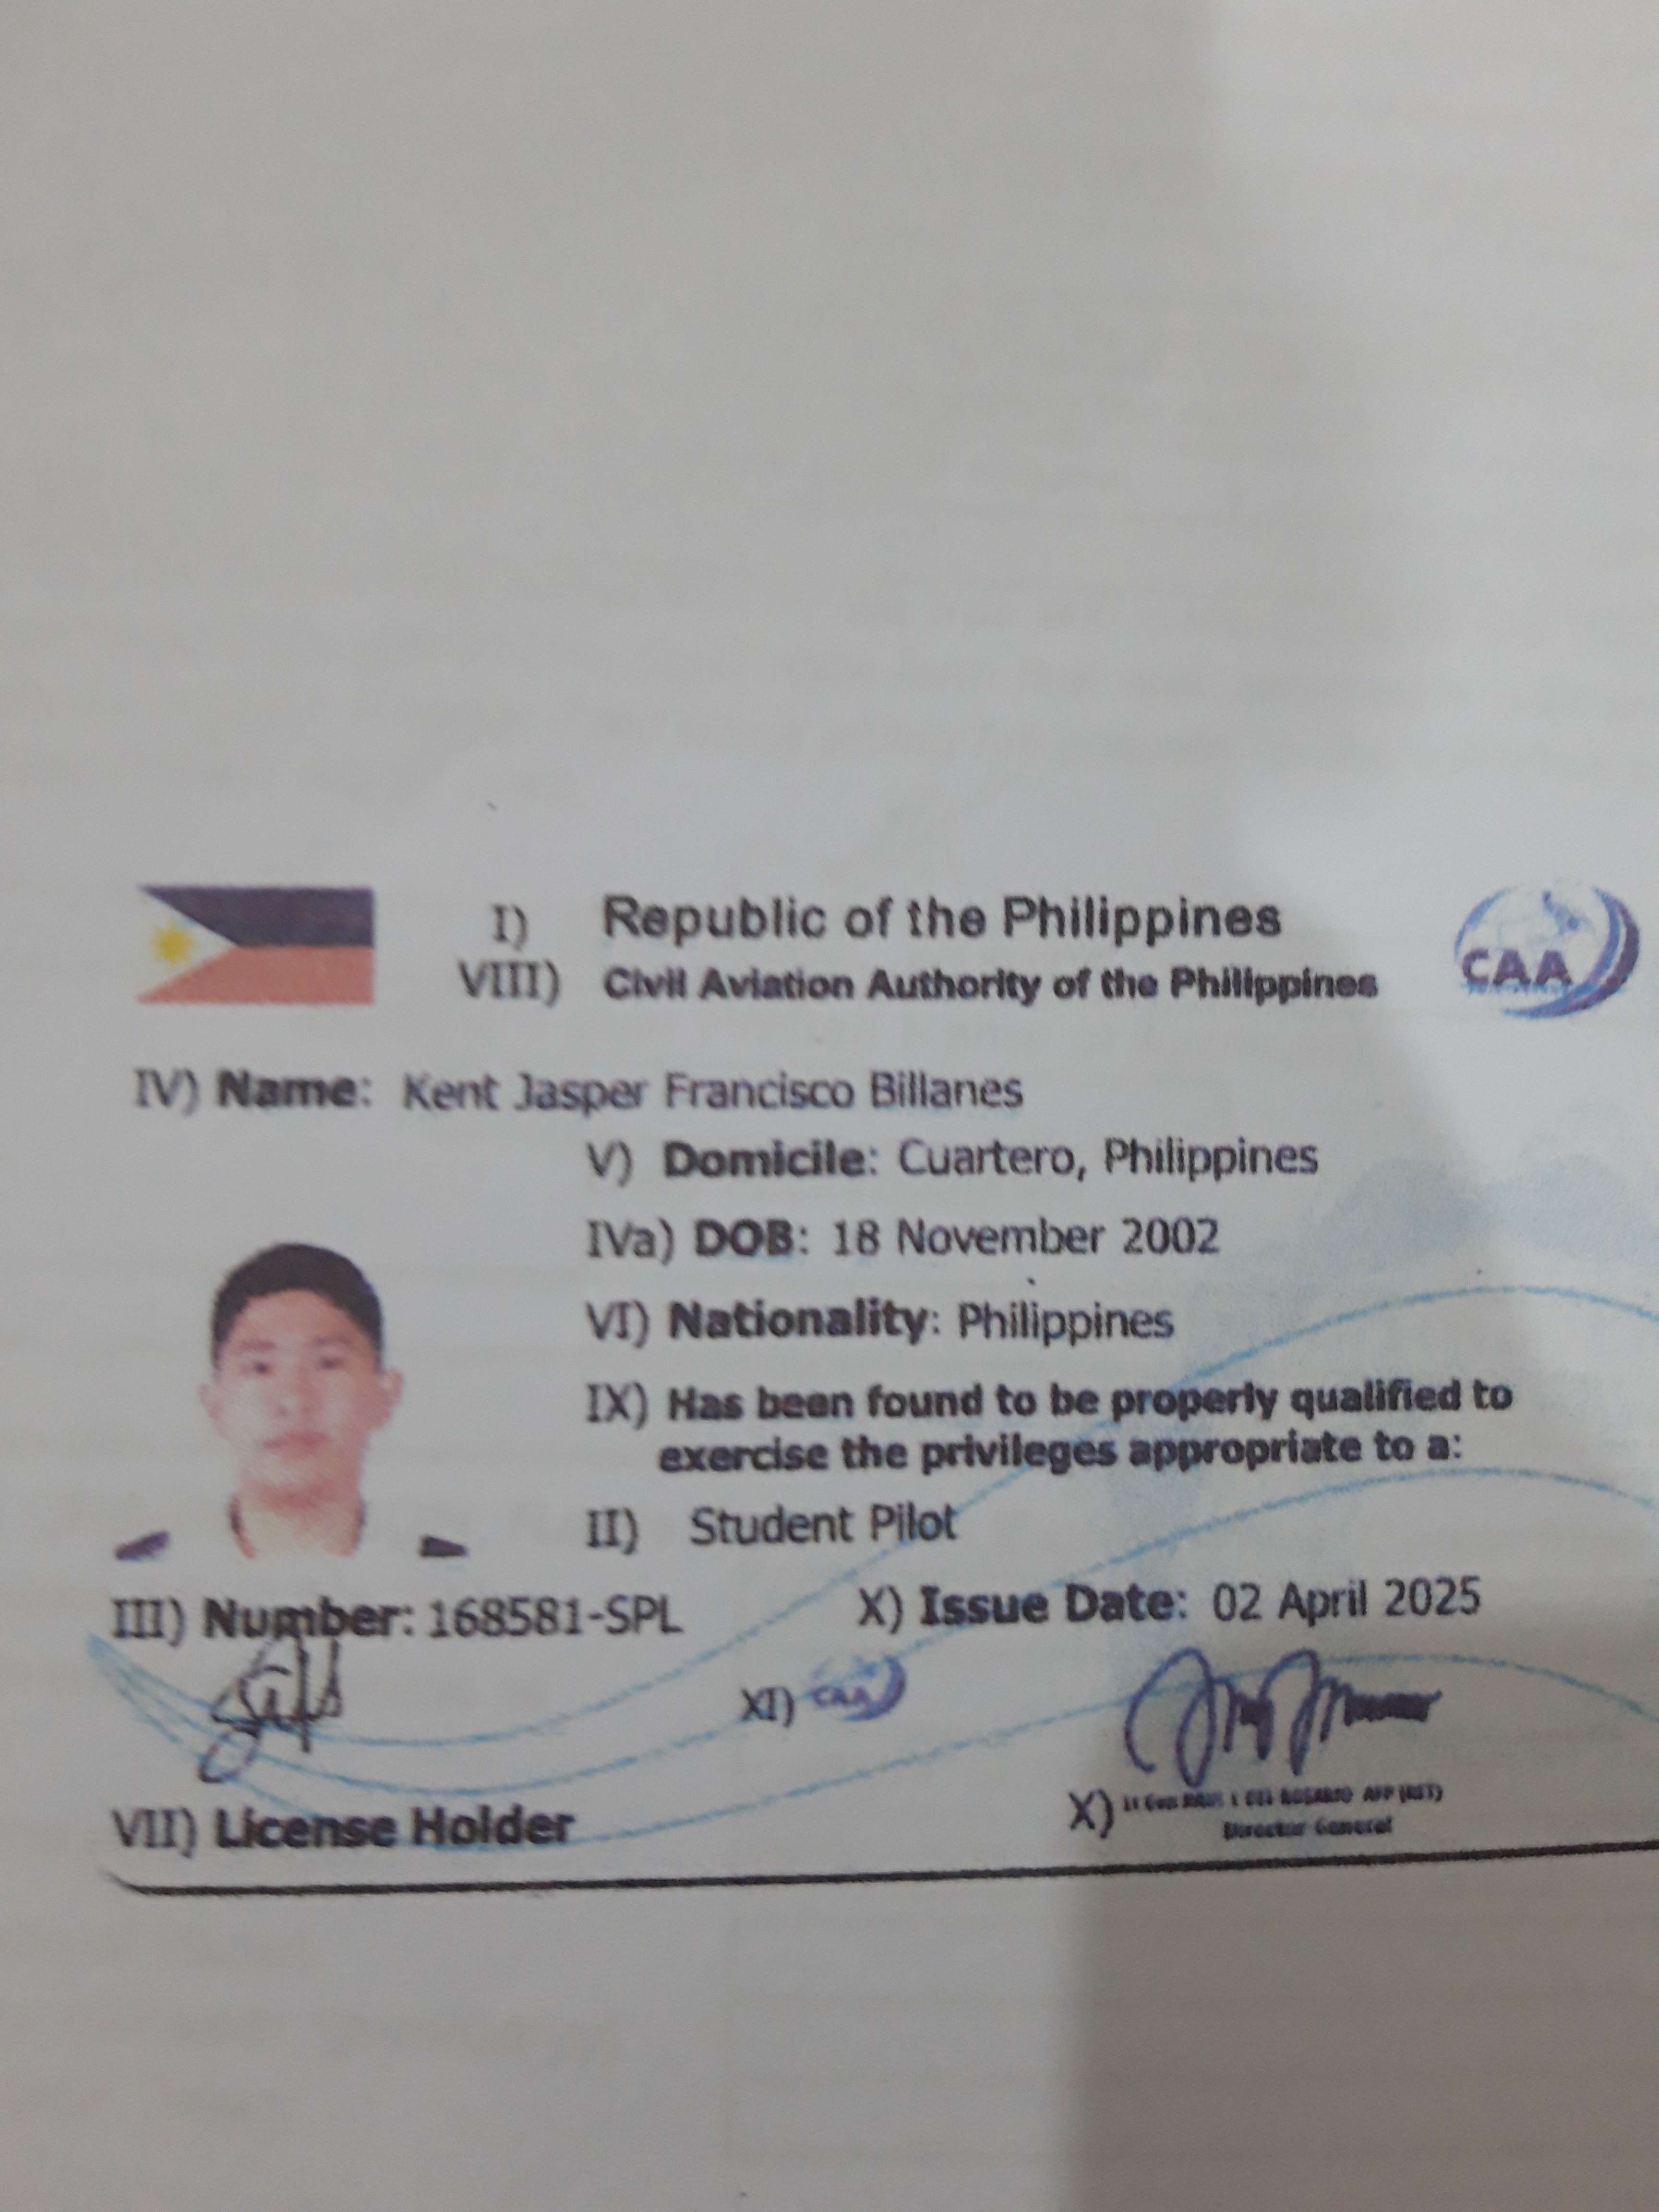 I) Republic of the Philippines
VIII) Civil Aviation Authority of the Philippines
CAA
IV) Name: Kent Jasper Francisco Billanes
V) Domicile: Cuartero, Philippines
IVa) DOB: 18 November 2002
VI) Nationality: Philippines
IX) Has been found to be properly qualified to
exercise the privileges appropriate to a:
II) Student Pilot
III) Number: 168581-SPL X) Issue Date: 02 April 2025
XI) CAA
VII) License Holder
X) ROSARIO AFP (RET)
Director General